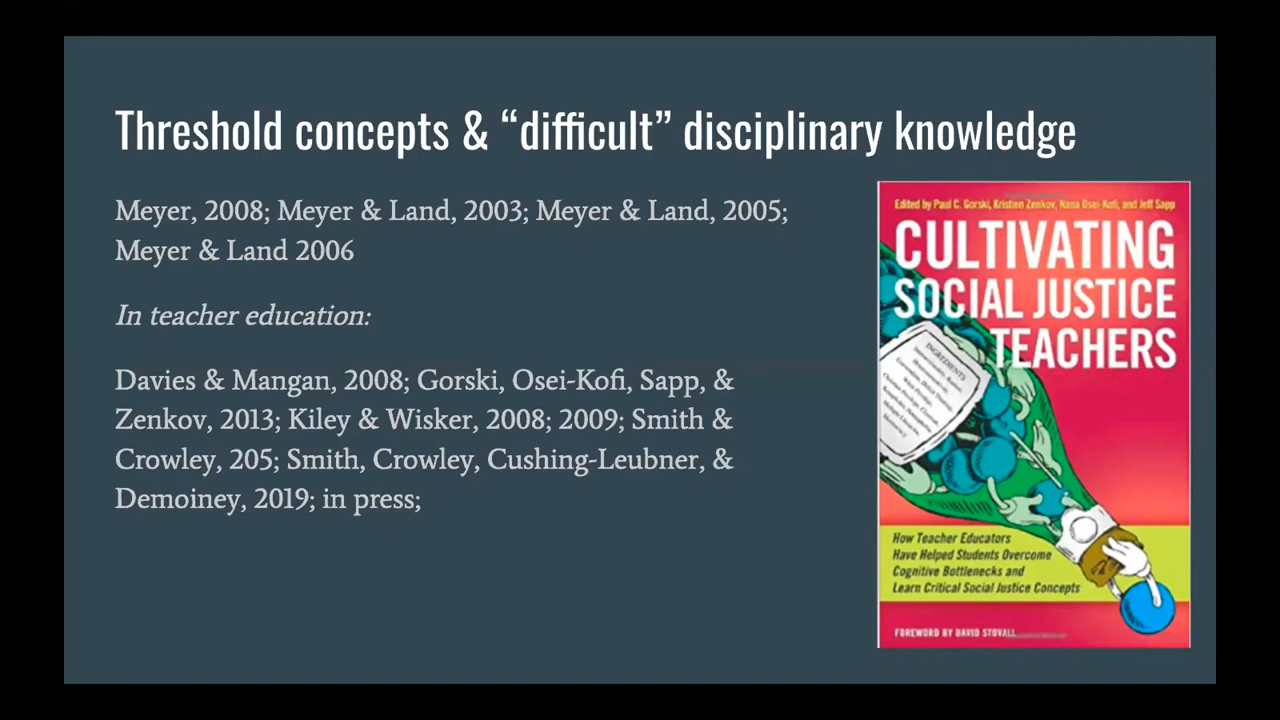 Threshold concepts & “difficult” disciplinary knowledge
Meyer, 2008; Meyer & Land, 2003; Meyer & Land, 2005;
Meyer & Land 2006
In teacher education:
Davies & Mangan, 2008; Gorski, Osei-Kofi, Sapp, &
Zenkov, 2013; Kiley & Wisker, 2008; 2009; Smith &
Crowley, 205; Smith, Crowley, Cushing-Leubner, &
Demoiney, 2019; in press;
Edited by Paul C. Gorski, Kristien Zenkov, Nana Osei-Kofi, and Jeff Sapp
CULTIVATING
SOCIAL JUSTICE
TEACHERS
INGREDIENTS
How Teacher Educators
Have Helped Students Overcome
Cognitive Bottlenecks and
Learn Critical Social Justice Concepts
FOREWORD BY DAVID STOVALL